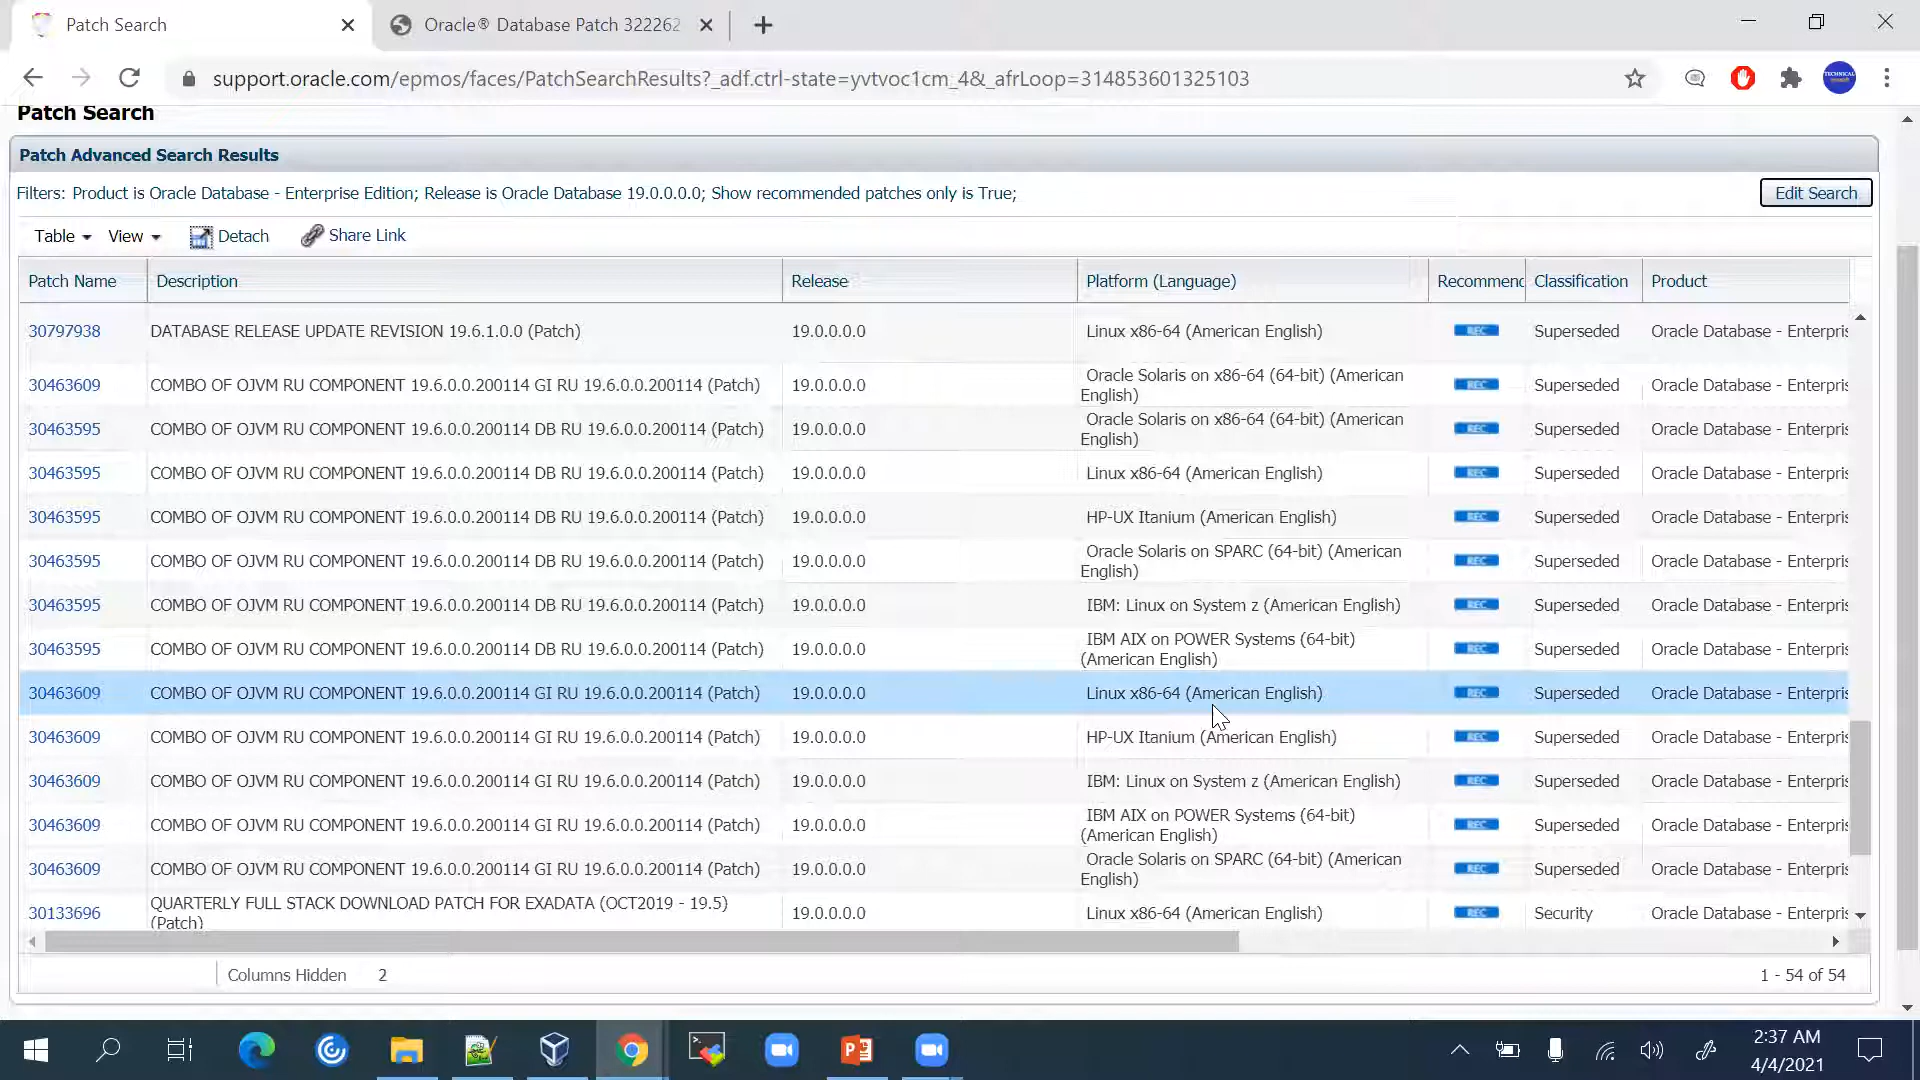 Patch Search
Oracle® Database Patch 322262
support.oracle.com/epmos/faces/PatchSearchResults?_adf.ctrl-state=yvtvoc1cm_4&_afrLoop=314853601325103
TECHNICAL
Patch Search
Patch Advanced Search Results
Filters: Product is Oracle Database - Enterprise Edition; Release is Oracle Database 19.0.0.0.0; Show recommended patches only is True;
Edit Search
Table View Detach Share Link
Patch Name Description Release Platform (Language) Recommend Classification Product
30797938 DATABASE RELEASE UPDATE REVISION 19.6.1.0.0 (Patch) 19.0.0.0.0 Linux x86-64 (American English) REC Superseded Oracle Database - Enterpris
30463609 COMBO OF OJVM RU COMPONENT 19.6.0.0.200114 GI RU 19.6.0.0.200114 (Patch) 19.0.0.0.0 Oracle Solaris on x86-64 (64-bit) (American
English) REC Superseded Oracle Database - Enterpris
30463595 COMBO OF OJVM RU COMPONENT 19.6.0.0.200114 DB RU 19.6.0.0.200114 (Patch) 19.0.0.0.0 Oracle Solaris on x86-64 (64-bit) (American
English) REC Superseded Oracle Database - Enterpris
30463595 COMBO OF OJVM RU COMPONENT 19.6.0.0.200114 DB RU 19.6.0.0.200114 (Patch) 19.0.0.0.0 Linux x86-64 (American English) REC Superseded Oracle Database - Enterpris
30463595 COMBO OF OJVM RU COMPONENT 19.6.0.0.200114 DB RU 19.6.0.0.200114 (Patch) 19.0.0.0.0 HP-UX Itanium (American English) REC Superseded Oracle Database - Enterpris
30463595 COMBO OF OJVM RU COMPONENT 19.6.0.0.200114 DB RU 19.6.0.0.200114 (Patch) 19.0.0.0.0 Oracle Solaris on SPARC (64-bit) (American
English) REC Superseded Oracle Database - Enterpris
30463595 COMBO OF OJVM RU COMPONENT 19.6.0.0.200114 DB RU 19.6.0.0.200114 (Patch) 19.0.0.0.0 IBM: Linux on System z (American English) REC Superseded Oracle Database - Enterpris
30463595 COMBO OF OJVM RU COMPONENT 19.6.0.0.200114 DB RU 19.6.0.0.200114 (Patch) 19.0.0.0.0 IBM AIX on POWER Systems (64-bit)
(American English) REC Superseded Oracle Database - Enterpris
30463609 COMBO OF OJVM RU COMPONENT 19.6.0.0.200114 GI RU 19.6.0.0.200114 (Patch) 19.0.0.0.0 Linux x86-64 (American English) REC Superseded Oracle Database - Enterpris
30463609 COMBO OF OJVM RU COMPONENT 19.6.0.0.200114 GI RU 19.6.0.0.200114 (Patch) 19.0.0.0.0 HP-UX Itanium (American English) REC Superseded Oracle Database - Enterpris
30463609 COMBO OF OJVM RU COMPONENT 19.6.0.0.200114 GI RU 19.6.0.0.200114 (Patch) 19.0.0.0.0 IBM: Linux on System z (American English) REC Superseded Oracle Database - Enterpris
30463609 COMBO OF OJVM RU COMPONENT 19.6.0.0.200114 GI RU 19.6.0.0.200114 (Patch) 19.0.0.0.0 IBM AIX on POWER Systems (64-bit)
(American English) REC Superseded Oracle Database - Enterpris
30463609 COMBO OF OJVM RU COMPONENT 19.6.0.0.200114 GI RU 19.6.0.0.200114 (Patch) 19.0.0.0.0 Oracle Solaris on SPARC (64-bit) (American
English) REC Superseded Oracle Database - Enterpris
30133696 QUARTERLY FULL STACK DOWNLOAD PATCH FOR EXADATA (OCT2019 - 19.5)
(Patch) 19.0.0.0.0 Linux x86-64 (American English) REC Security Oracle Database - Enterpris
Columns Hidden 2 1 - 54 of 54
2:37 AM
4/4/2021